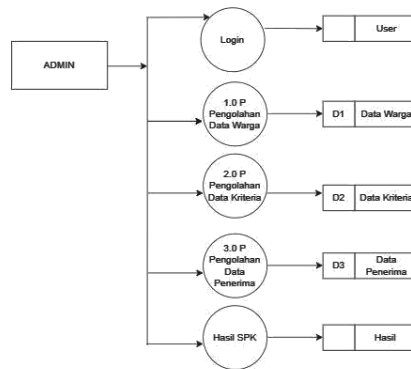 ADMIN
Login
User
1.0 P
Pengolahan
Data Warga
D1
Data Warga
2.0 P
Pengolahan
Data Kriteria
D2
Data Kriteria
3.0 P
Pengolahan
Data
Penerima
D3
Data
Penerima
Hasil SPK
Hasil